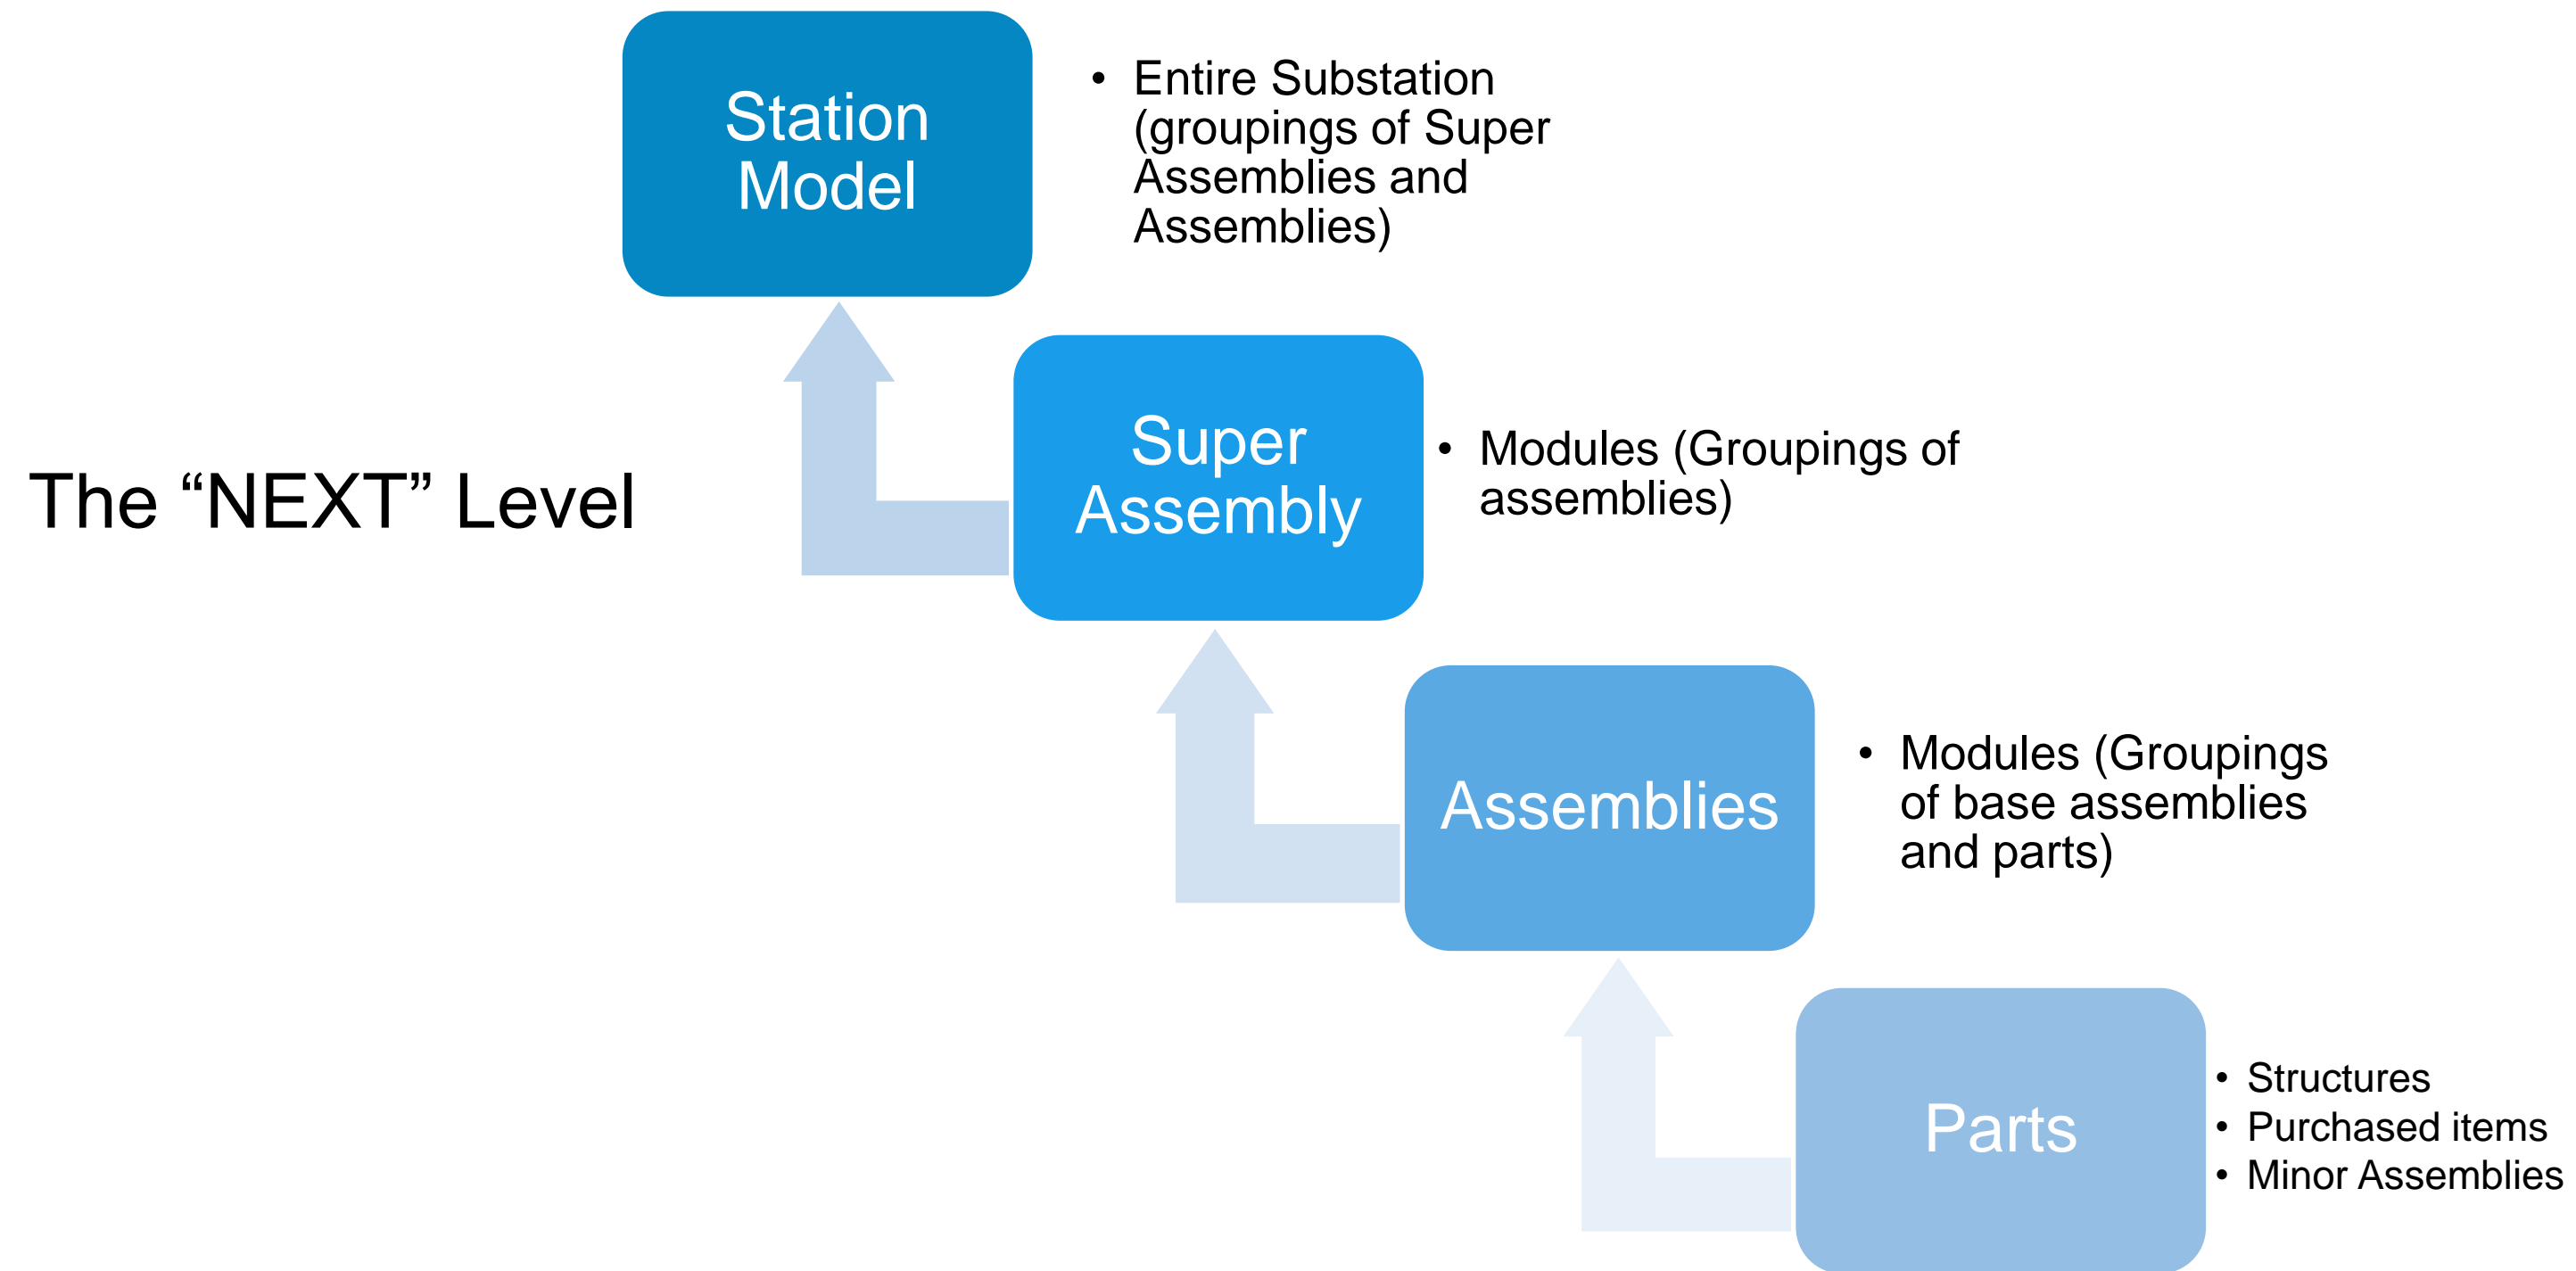 Station
Model
• Entire Substation
(groupings of Super
Assemblies and
Assemblies)
The “NEXT” Level
Super
Assembly
• Modules (Groupings of
assemblies)
Assemblies
• Modules (Groupings
of base assemblies
and parts)
Parts
• Structures
• Purchased items
• Minor Assemblies